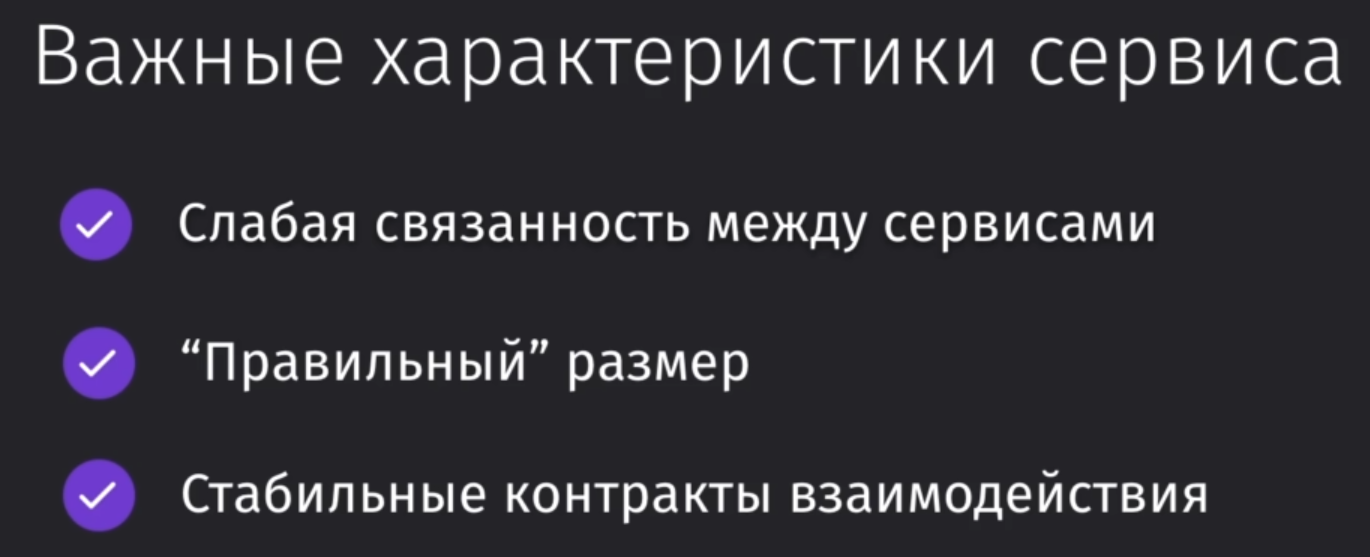 Важные характеристики сервиса
Слабая связанность между сервисами
“Правильный” размер
Стабильные контракты взаимодействия